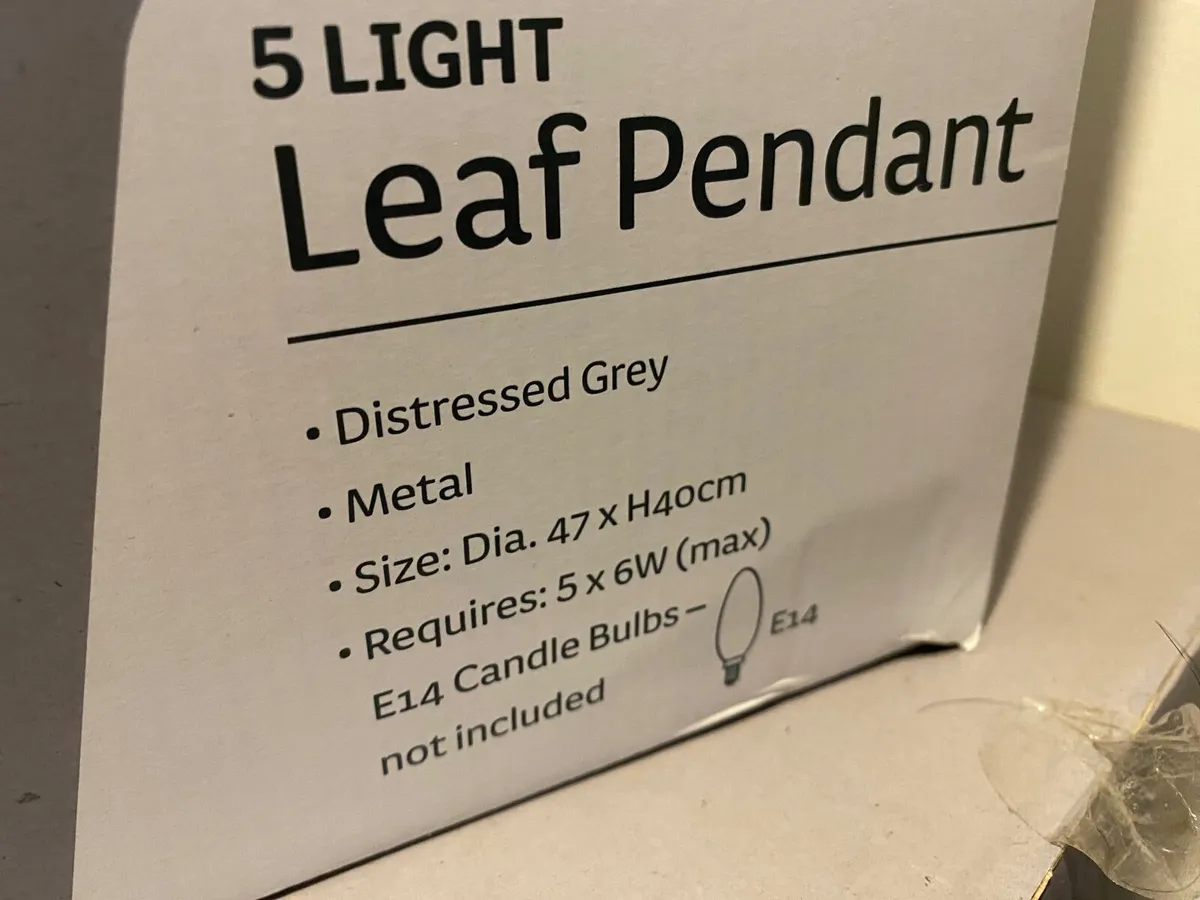 5 LIGHT
Leaf Pendant
• Distressed Grey
• Metal
• Size: Dia. 47 x H40cm
• Requires: 5 x 6W (max)
E14 Candle Bulbs – E14
not included